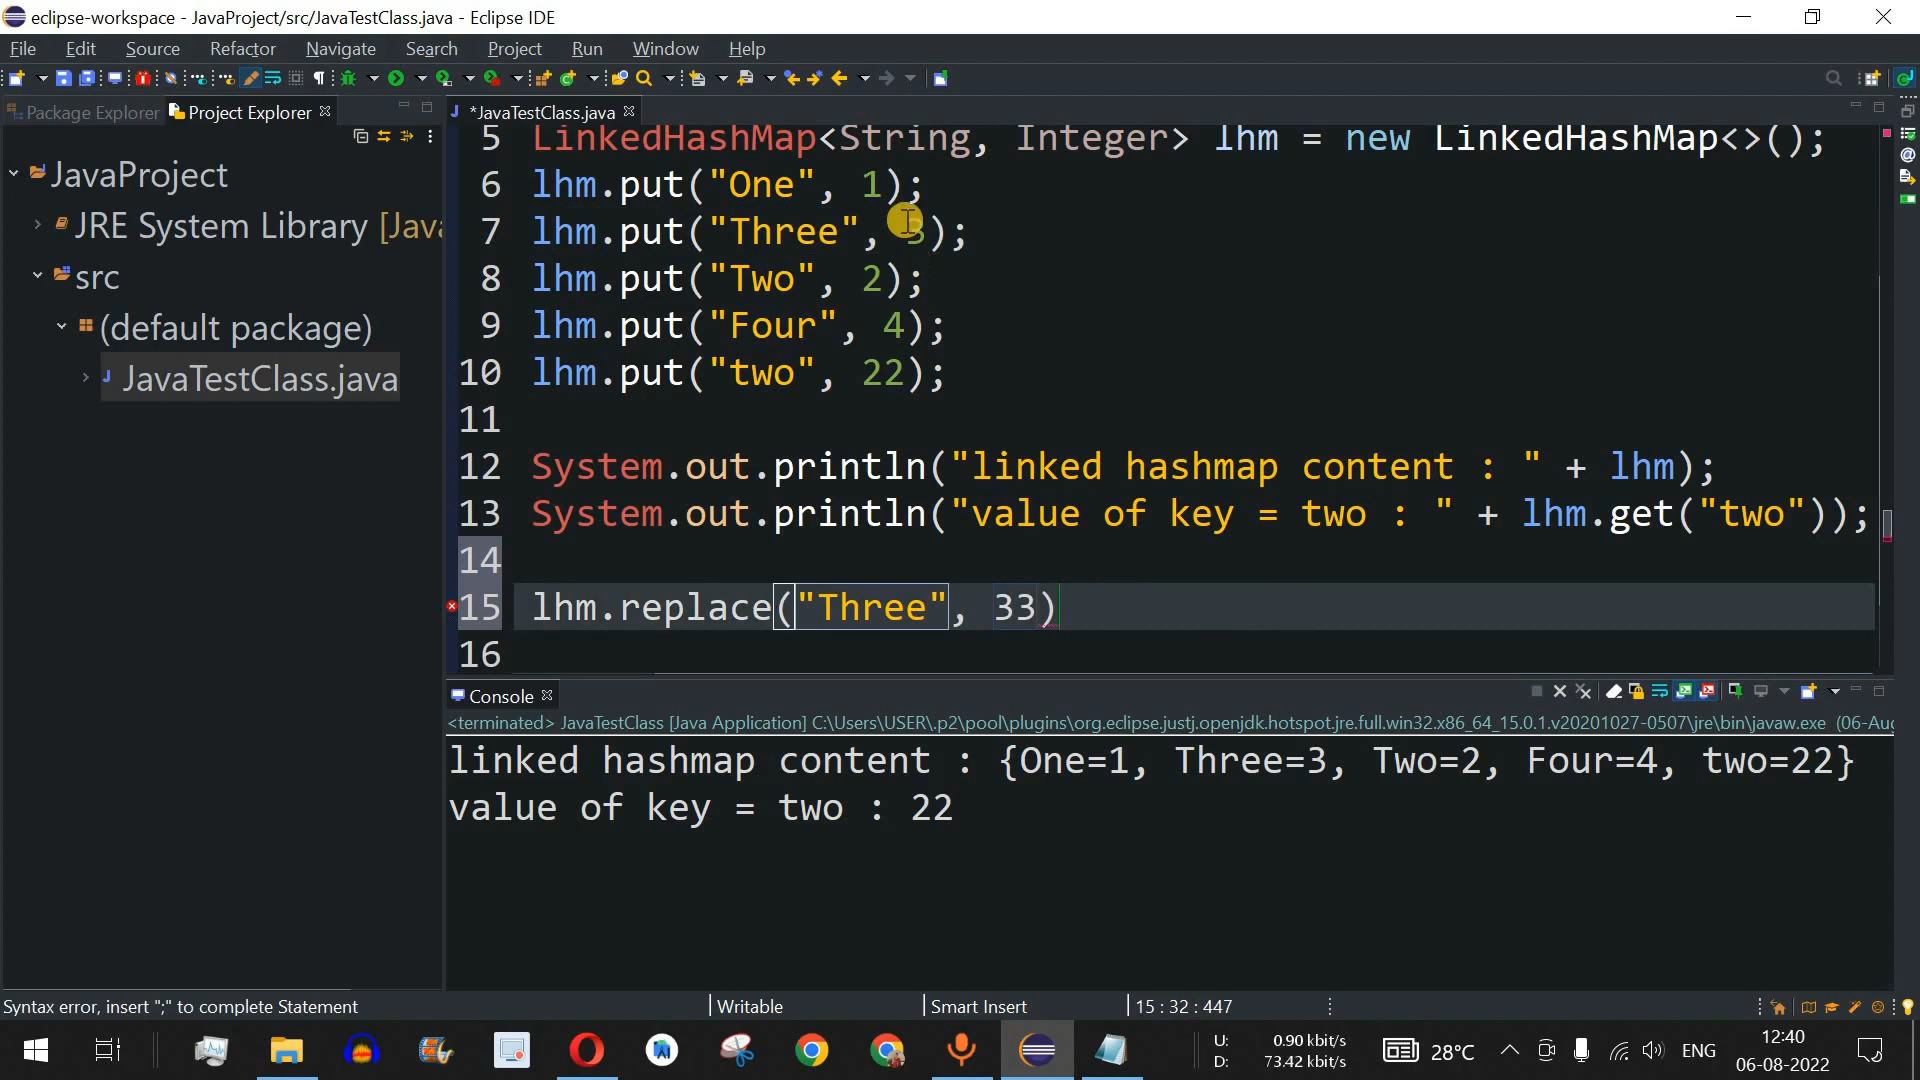 eclipse-workspace - JavaProject/src/JavaTestClass.java - Eclipse IDE
File Edit Source Refactor Navigate Search Project Run Window Help
Package Explorer Project Explorer *JavaTestClass.java
JavaProject
JRE System Library [Java
src
(default package)
JavaTestClass.java
5 LinkedHashMap<String, Integer> lhm = new LinkedHashMap<>();
6 lhm.put("One", 1);
7 lhm.put("Three", 3);
8 lhm.put("Two", 2);
9 lhm.put("Four", 4);
10 lhm.put("two", 22);
11
12 System.out.println("linked hashmap content : " + lhm);
13 System.out.println("value of key = two : " + lhm.get("two"));
14
15 lhm.replace("Three", 33)
16
Console
<terminated> JavaTestClass [Java Application] C:\Users\USER\.p2\pool\plugins\org.eclipse.justj.openjdk.hotspot.jre.full.win32.x86_64_15.0.1.v20201027-0507\jre\bin\javaw.exe (06-Aug
linked hashmap content : {One=1, Three=3, Two=2, Four=4, two=22}
value of key = two : 22
Syntax error, insert ";" to complete Statement Writable Smart Insert 15 : 32 : 447
U: 0.90 kbit/s
D: 73.42 kbit/s
28°C
ENG
12:40
06-08-2022